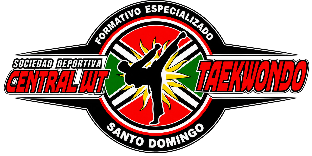 FORMATIVO ESPECIALIZADO
SOCIEDAD DEPORTIVA
CENTRAL WT
TAEKWONDO
SANTO DOMINGO